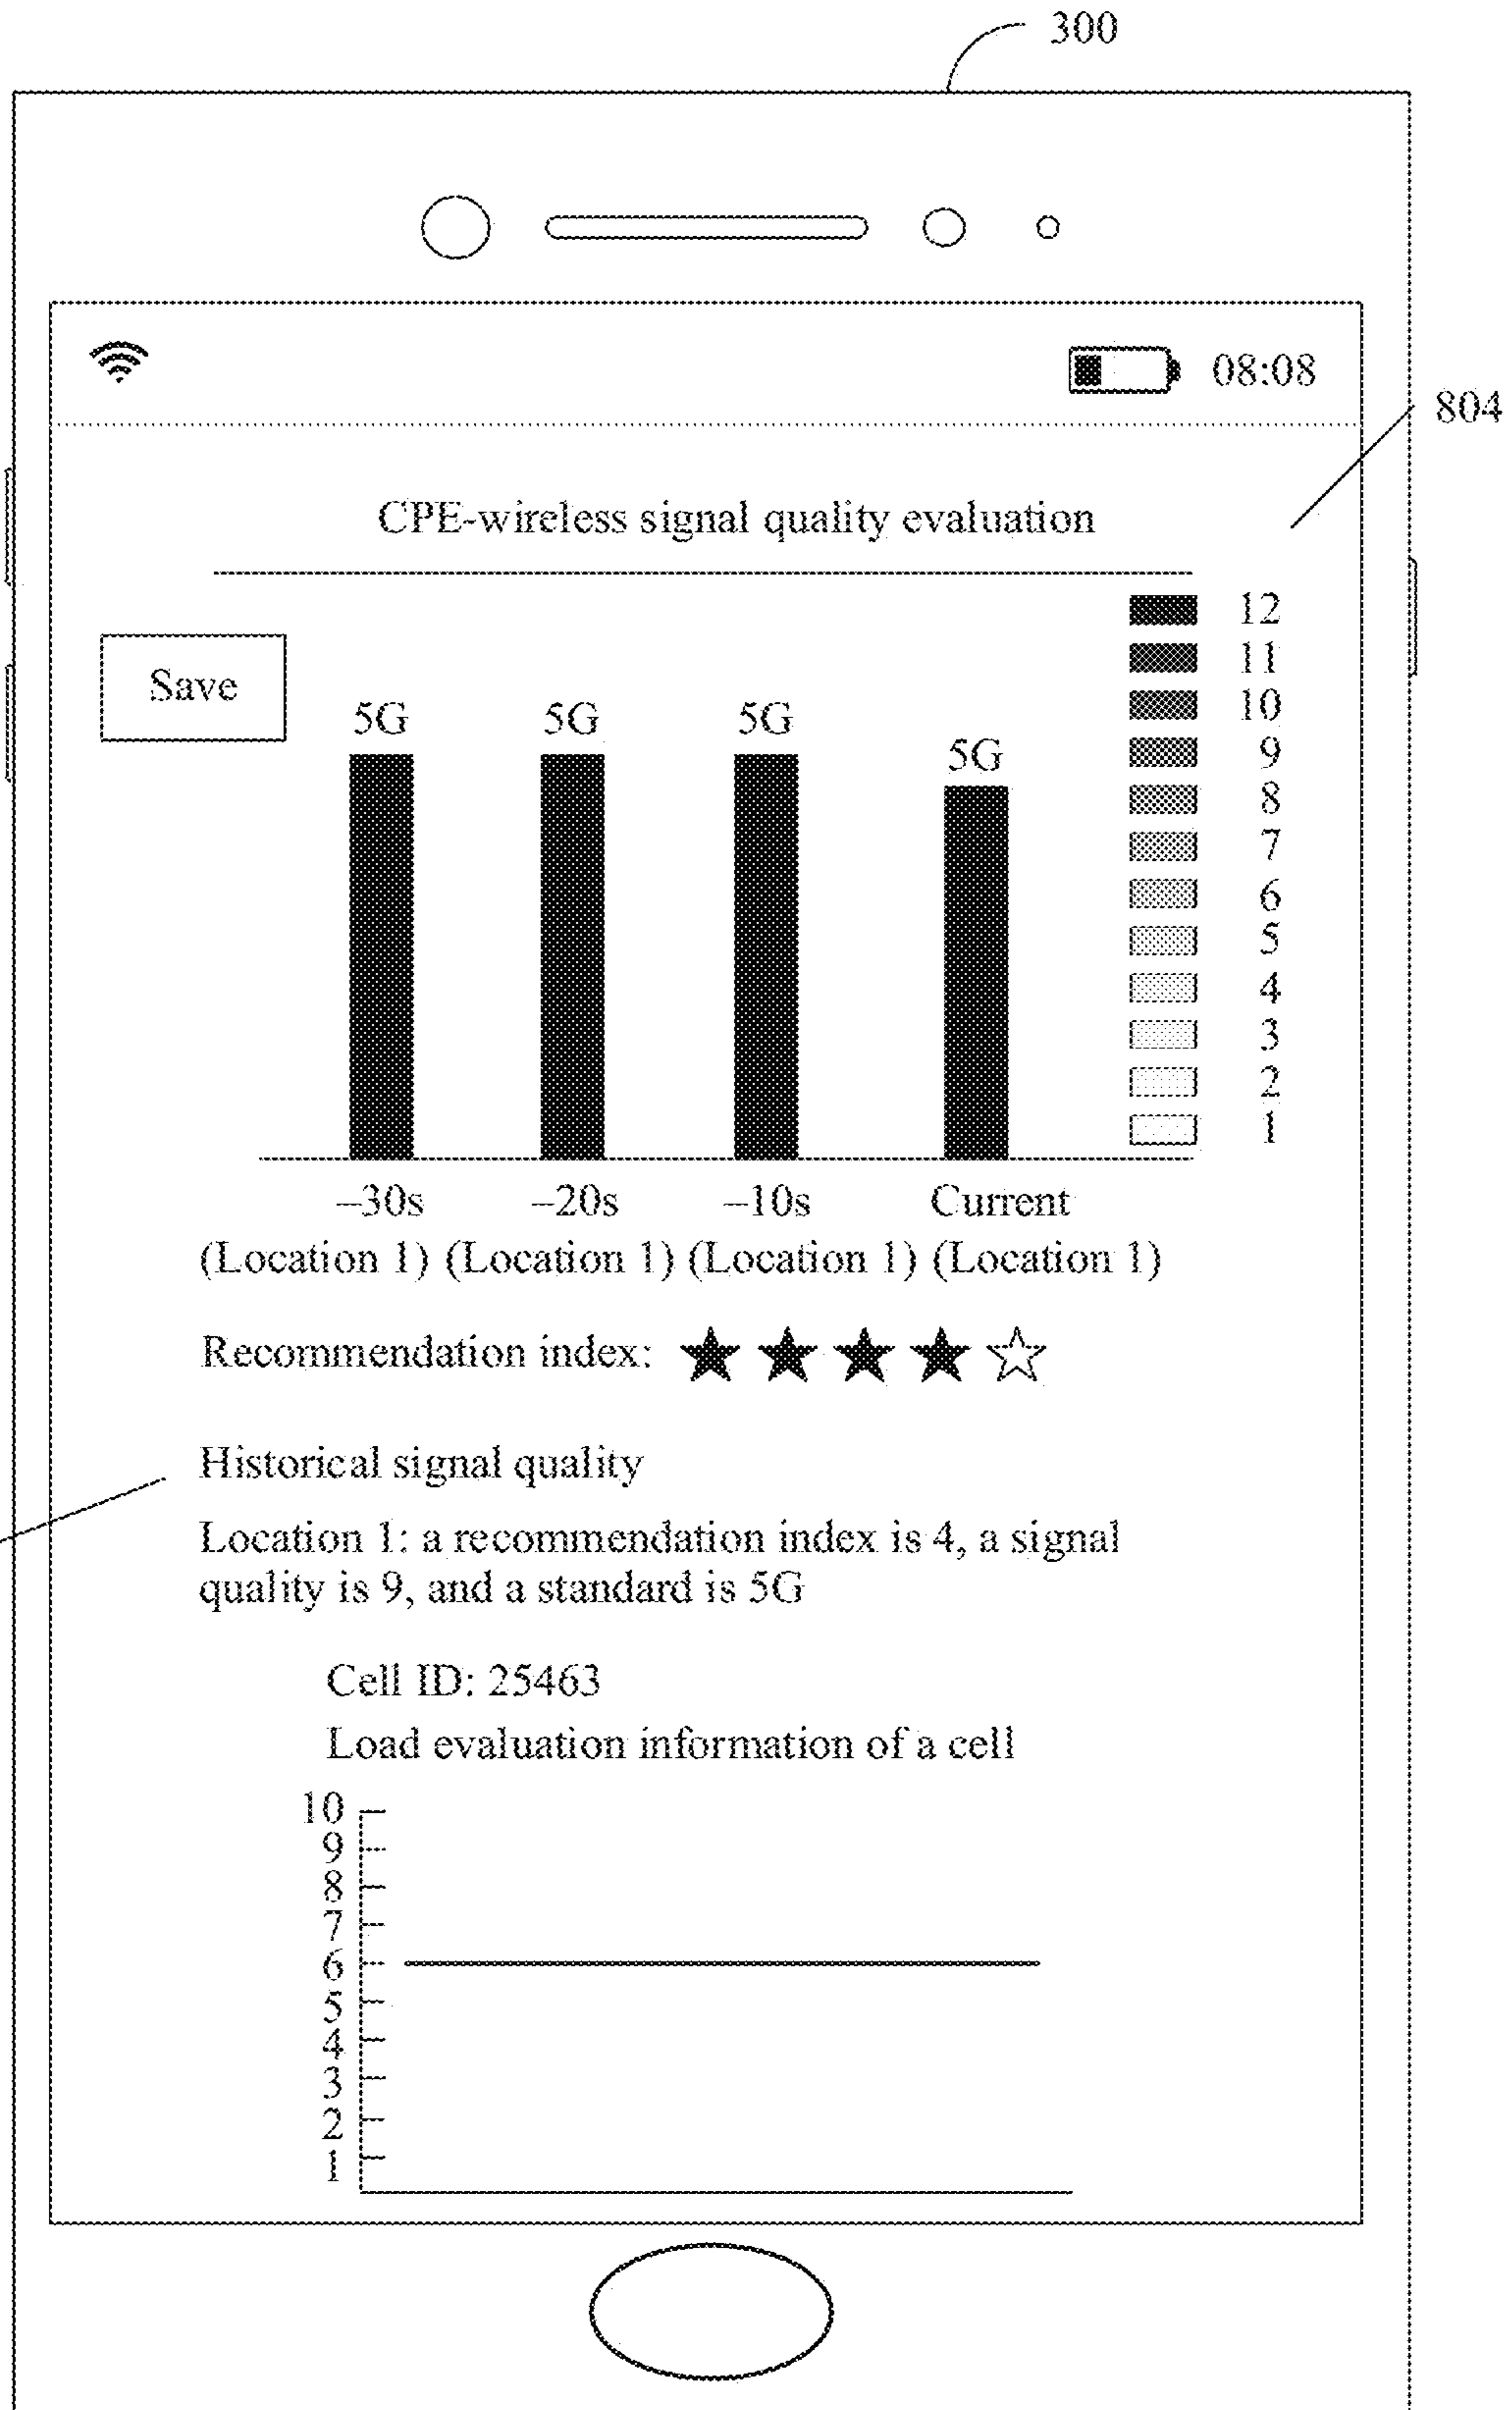 300
08:08
804
CPE-wireless signal quality evaluation
Save
5G
5G
5G
5G
12
11
10
9
8
7
6
5
4
3
2
1
–30s –20s –10s Current
(Location 1) (Location 1) (Location 1) (Location 1)
Recommendation index:
Historical signal quality
Location 1: a recommendation index is 4, a signal
quality is 9, and a standard is 5G
Cell ID: 25463
Load evaluation information of a cell
10
9
8
7
6
5
4
3
2
1